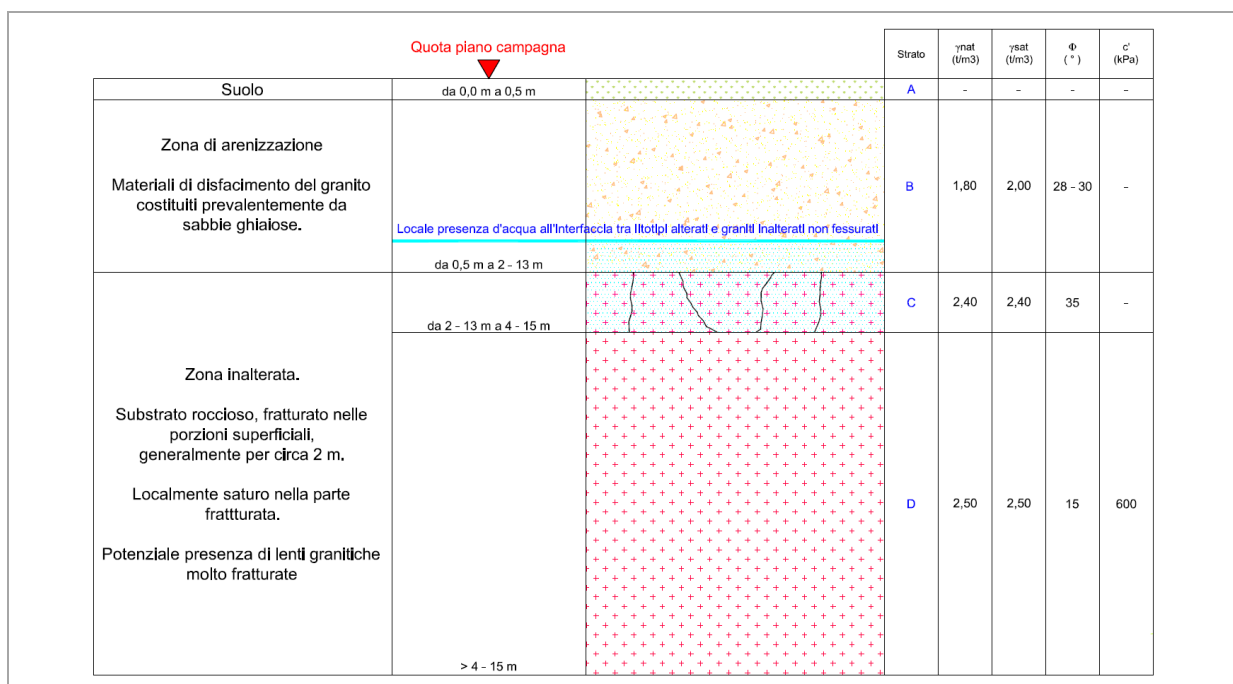 Quota piano campagna
Strato
γnat
(t/m3)
γsat
(t/m3)
Φ
( ° )
c'
(kPa)
Suolo
da 0,0 m a 0,5 m
A
-
-
-
-
Zona di arenizzazione
Materiali di disfacimento del granito
costituiti prevalentemente da
sabbie ghiaiose.
Locale presenza d'acqua all'interfaccia tra litotipi alterati e graniti inalterati non fessurati
da 0,5 m a 2 - 13 m
B
1,80
2,00
28 - 30
-
da 2 - 13 m a 4 - 15 m
C
2,40
2,40
35
-
Zona inalterata.
Substrato roccioso, fratturato nelle
porzioni superficiali,
generalmente per circa 2 m.
Localmente saturo nella parte
frattturata.
Potenziale presenza di lenti granitiche
molto fratturate
> 4 - 15 m
D
2,50
2,50
15
600